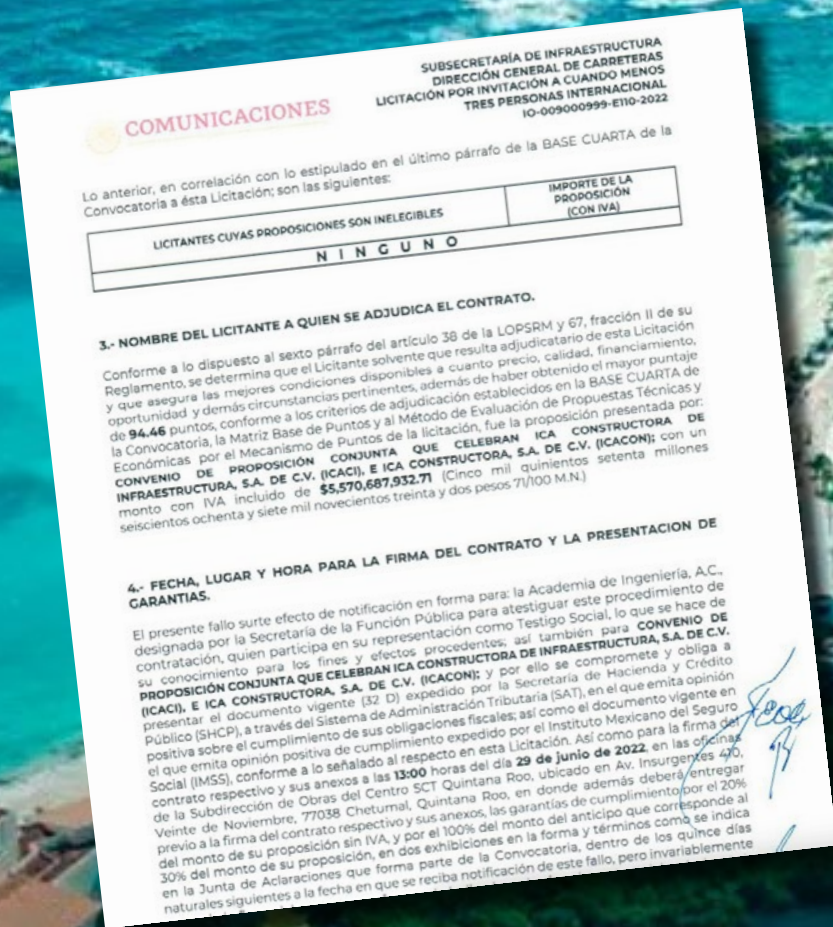 SUBSECRETARÍA DE INFRAESTRUCTURA
DIRECCIÓN GENERAL DE CARRETERAS
LICITACIÓN POR INVITACIÓN A CUANDO MENOS
TRES PERSONAS INTERNACIONAL
IO-009000999-E110-2022
COMUNICACIONES
Lo anterior, en correlación con lo estipulado en el último párrafo de la BASE CUARTA de la
Convocatoria a ésta Licitación; son las siguientes:
LICITANTES CUYAS PROPOSICIONES SON INELEGIBLES
IMPORTE DE LA
PROPOSICIÓN
(CON IVA)
N I N G U N O
3.- NOMBRE DEL LICITANTE A QUIEN SE ADJUDICA EL CONTRATO.
Conforme a lo dispuesto al sexto párrafo del artículo 38 de la LOPSRM y 67, fracción II de su
Reglamento, se determina que el Licitante solvente que resulta adjudicatario de esta Licitación
y que asegura las mejores condiciones disponibles a cuanto precio, calidad, financiamiento,
oportunidad y demás circunstancias pertinentes, además de haber obtenido el mayor puntaje
de 94.46 puntos, conforme a los criterios de adjudicación establecidos en la BASE CUARTA de
la Convocatoria, la Matriz Base de Puntos y al Método de Evaluación de Propuestas Técnicas y
Económicas por el Mecanismo de Puntos de la licitación, fue la proposición presentada por:
CONVENIO DE PROPOSICIÓN CONJUNTA QUE CELEBRAN ICA CONSTRUCTORA DE
INFRAESTRUCTURA, S.A. DE C.V. (ICACI), E ICA CONSTRUCTORA, S.A. DE C.V. (ICACON); con un
monto con IVA incluido de $5,570,687,932.71 (Cinco mil quinientos setenta millones
seiscientos ochenta y siete mil novecientos treinta y dos pesos 71/100 M.N.)
4.- FECHA, LUGAR Y HORA PARA LA FIRMA DEL CONTRATO Y LA PRESENTACION DE
GARANTIAS.
El presente fallo surte efecto de notificación en forma para: la Academia de Ingeniería, A.C.,
designada por la Secretaría de la Función Pública para atestiguar este procedimiento de
contratación, quien participa en su representación como Testigo Social, lo que se hace de
su conocimiento para los fines y efectos procedentes; así también para CONVENIO DE
PROPOSICIÓN CONJUNTA QUE CELEBRAN ICA CONSTRUCTORA DE INFRAESTRUCTURA, S.A. DE C.V.
(ICACI), E ICA CONSTRUCTORA, S.A. DE C.V. (ICACON); y por ello se compromete y obliga a
presentar el documento vigente (32 D) expedido por la Secretaría de Hacienda y Crédito
Público (SHCP), a través del Sistema de Administración Tributaria (SAT), en el que emita opinión
positiva sobre el cumplimiento de sus obligaciones fiscales; así como el documento vigente en
el que emita opinión positiva de cumplimiento expedido por el Instituto Mexicano del Seguro
Social (IMSS), conforme a lo señalado al respecto en esta Licitación. Así como para la firma del
contrato respectivo y sus anexos a las 13:00 horas del día 29 de junio de 2022, en las oficinas
de la Subdirección de Obras del Centro SCT Quintana Roo, ubicado en Av. Insurgentes 410,
Veinte de Noviembre, 77038 Chetumal, Quintana Roo, en donde además deberá entregar
previo a la firma del contrato respectivo y sus anexos, las garantías de cumplimiento por el 20%
del monto de su proposición sin IVA, y por el 100% del monto del anticipo que corresponde al
30% del monto de su proposición, en dos exhibiciones en la forma y términos como se indica
en la Junta de Aclaraciones que forma parte de la Convocatoria, dentro de los quince días
naturales siguientes a la fecha en que se reciba notificación de este fallo, pero invariablemente